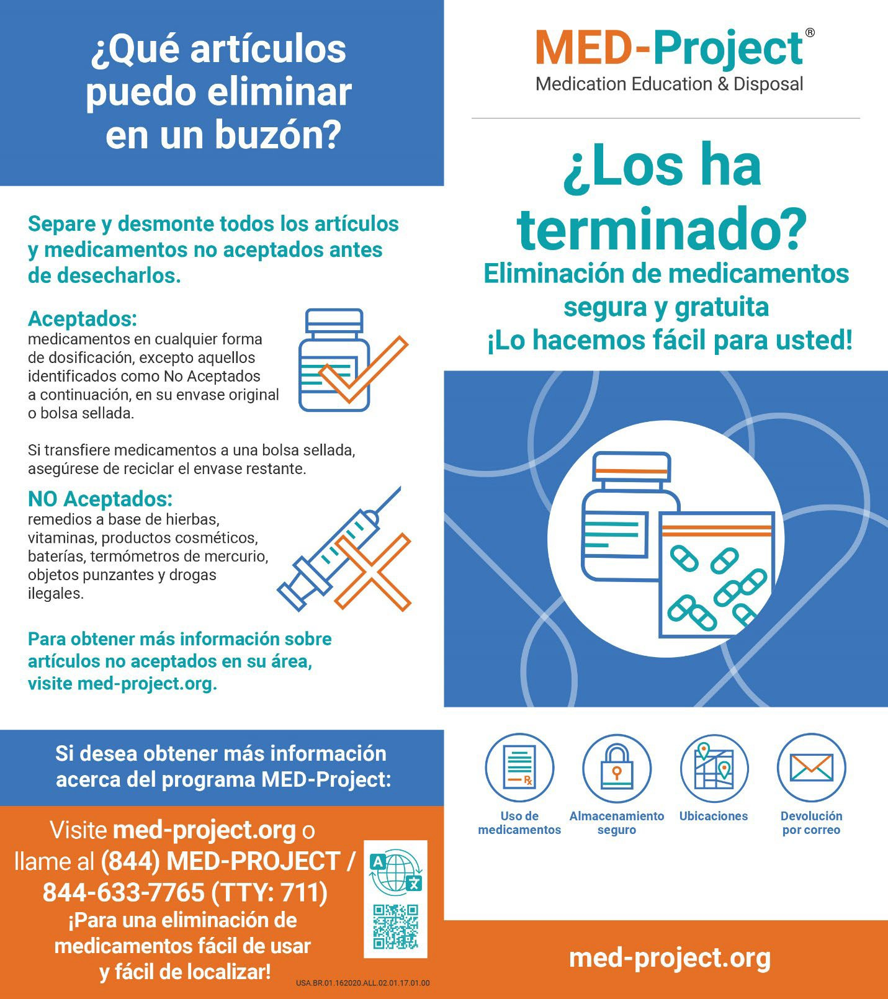 ¿Qué artículos
puedo eliminar
en un buzón?
Separe y desmonte todos los artículos
y medicamentos no aceptados antes
de desecharlos.
Aceptados:
medicamentos en cualquier forma
de dosificación, excepto aquellos
identificados como No Aceptados
a continuación, en su envase original
o bolsa sellada.
Si transfiere medicamentos a una bolsa sellada,
asegúrese de reciclar el envase restante.
NO Aceptados:
remedios a base de hierbas,
vitaminas, productos cosméticos,
baterías, termómetros de mercurio,
objetos punzantes y drogas
ilegales.
Para obtener más información sobre
artículos no aceptados en su área,
visite med-project.org.
Si desea obtener más información
acerca del programa MED-Project:
Visite med-project.org o
llame al (844) MED-PROJECT /
844-633-7765 (TTY: 711)
¡Para una eliminación de
medicamentos fácil de usar
y fácil de localizar!
A
文
USA.BR.01.162020.ALL.02.01.17.01.00
MED-Project®
Medication Education & Disposal
¿Los ha
terminado?
Eliminación de medicamentos
segura y gratuita
¡Lo hacemos fácil para usted!
Rx
Uso de
medicamentos
Almacenamiento
seguro
Ubicaciones
Devolución
por correo
med-project.org